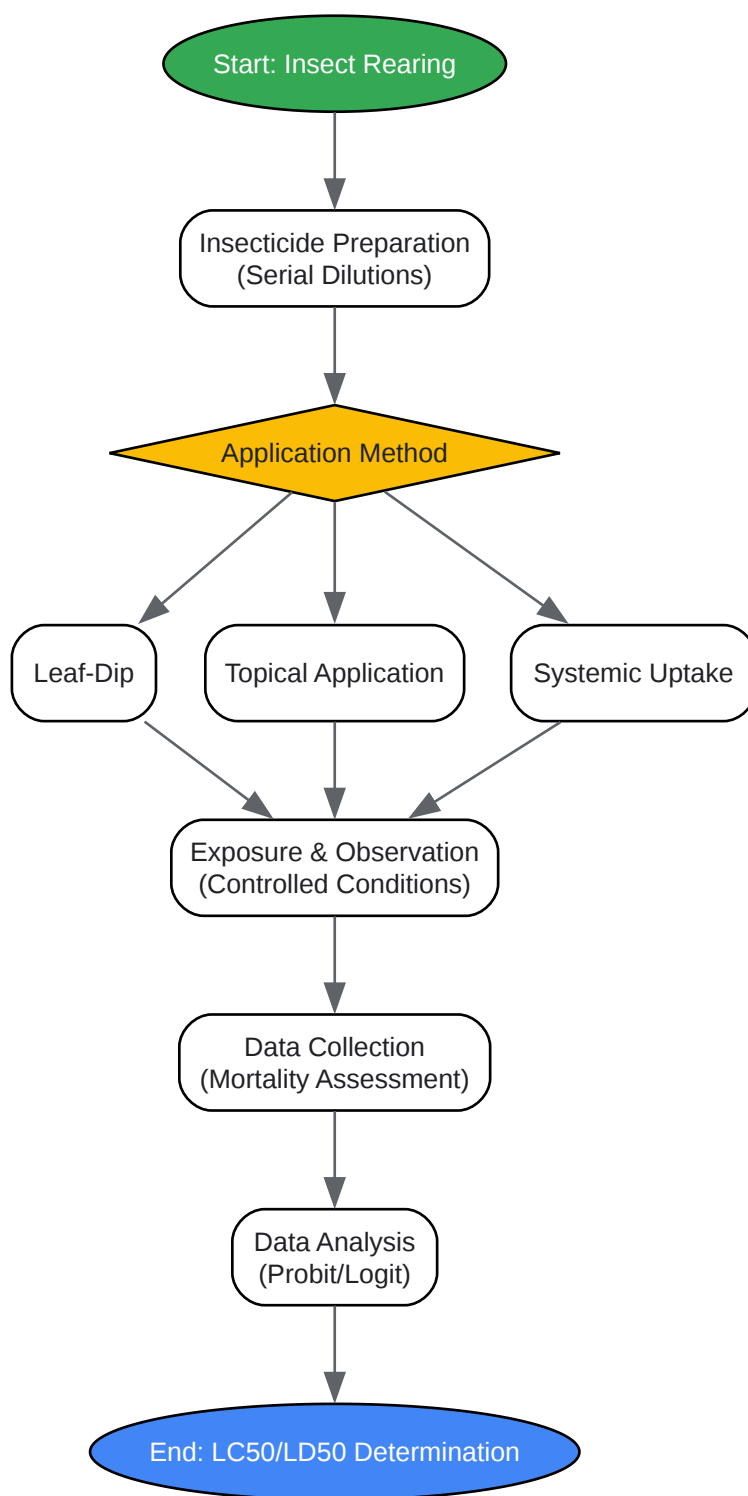 Start: Insect Rearing
Insecticide Preparation
(Serial Dilutions)
Application Method
Leaf-Dip
Topical Application
Systemic Uptake
Exposure & Observation
(Controlled Conditions)
Data Collection
(Mortality Assessment)
Data Analysis
(Probit/Logit)
End: LC50/LD50 Determination